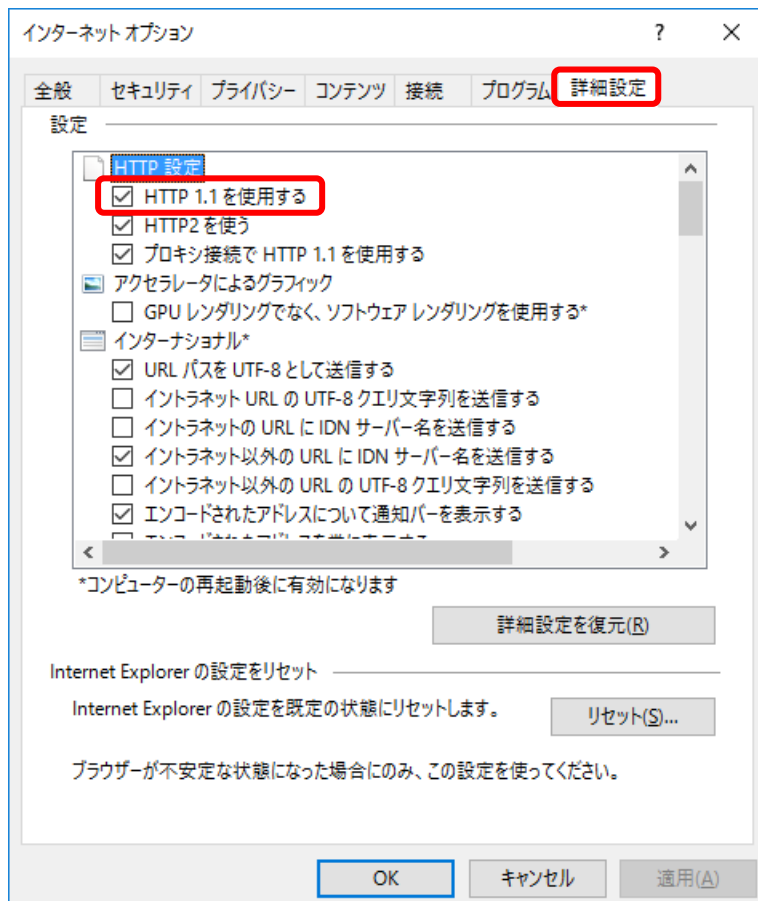 インターネット オプション ?
全般 セキュリティ プライバシー コンテンツ 接続 プログラム 詳細設定
設定
HTTP 設定
HTTP 1.1 を使用する
HTTP2 を使う
プロキシ接続で HTTP 1.1 を使用する
アクセラレータによるグラフィック
GPU レンダリングでなく、ソフトウェア レンダリングを使用する*
インターナショナル*
URL パスを UTF-8 として送信する
イントラネット URL の UTF-8 クエリ文字列を送信する
イントラネットの URL に IDN サーバー名を送信する
イントラネット以外の URL に IDN サーバー名を送信する
イントラネット以外の URL の UTF-8 クエリ文字列を送信する
エンコードされたアドレスについて通知バーを表示する
*コンピューターの再起動後に有効になります
詳細設定を復元(R)
Internet Explorer の設定をリセット
Internet Explorer の設定を既定の状態にリセットします。
リセット(S)...
ブラウザーが不安定な状態になった場合にのみ、この設定を使ってください。
OK キャンセル 適用(A)